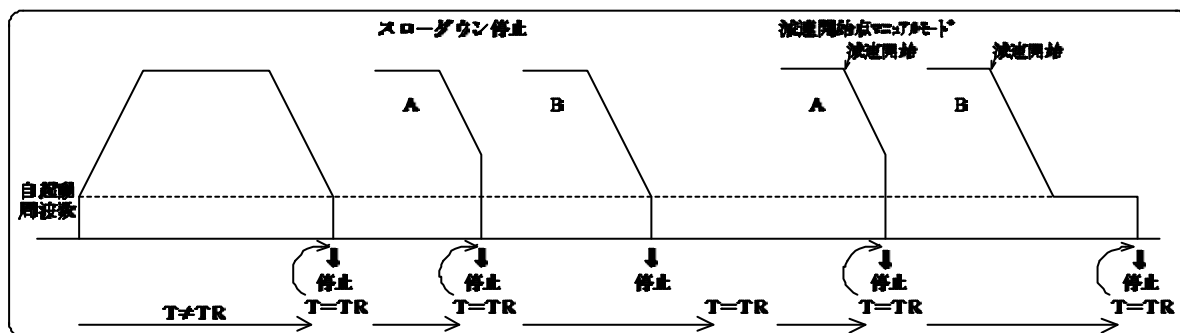 スローダウン停止
減速開始点マニュアルモード
減速開始
減速開始
A
B
A
B
自起動
周波数
停止
停止
停止
停止
停止
T=TR
T=TR
T=TR
T=TR
T≠TR
T=TR